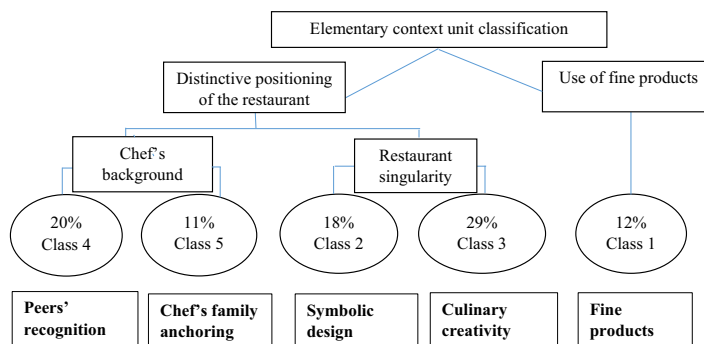 Elementary context unit classification
Distinctive positioning
of the restaurant
Use of fine products
Chef's
background
Restaurant
singularity
20%
Class 4
11%
Class 5
18%
Class 2
29%
Class 3
12%
Class 1
Peers'
recognition
Chef's family
anchoring
Symbolic
design
Culinary
creativity
Fine
products